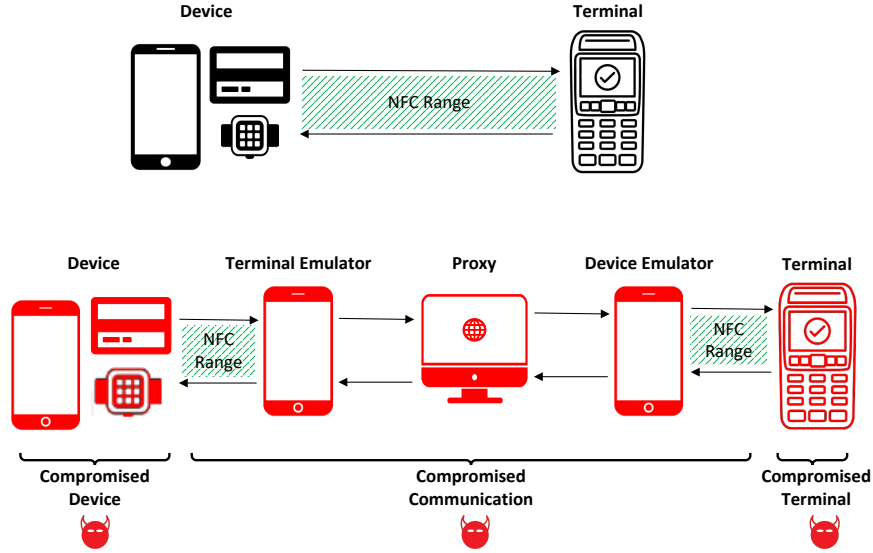 Device
Terminal
NFC Range
Device
Terminal Emulator
Proxy
Device Emulator
Terminal
NFC
Range
NFC
Range
Compromised
Device
Compromised
Communication
Compromised
Terminal